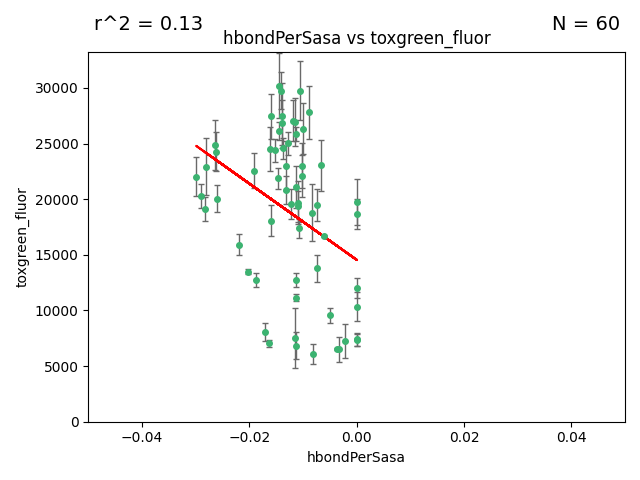 r^2 = 0.13
N = 60
hbondPerSasa vs toxgreen_fluor
toxgreen_fluor
30000
25000
20000
15000
10000
5000
0
−0.04
−0.02
0.00
0.02
0.04
hbondPerSasa